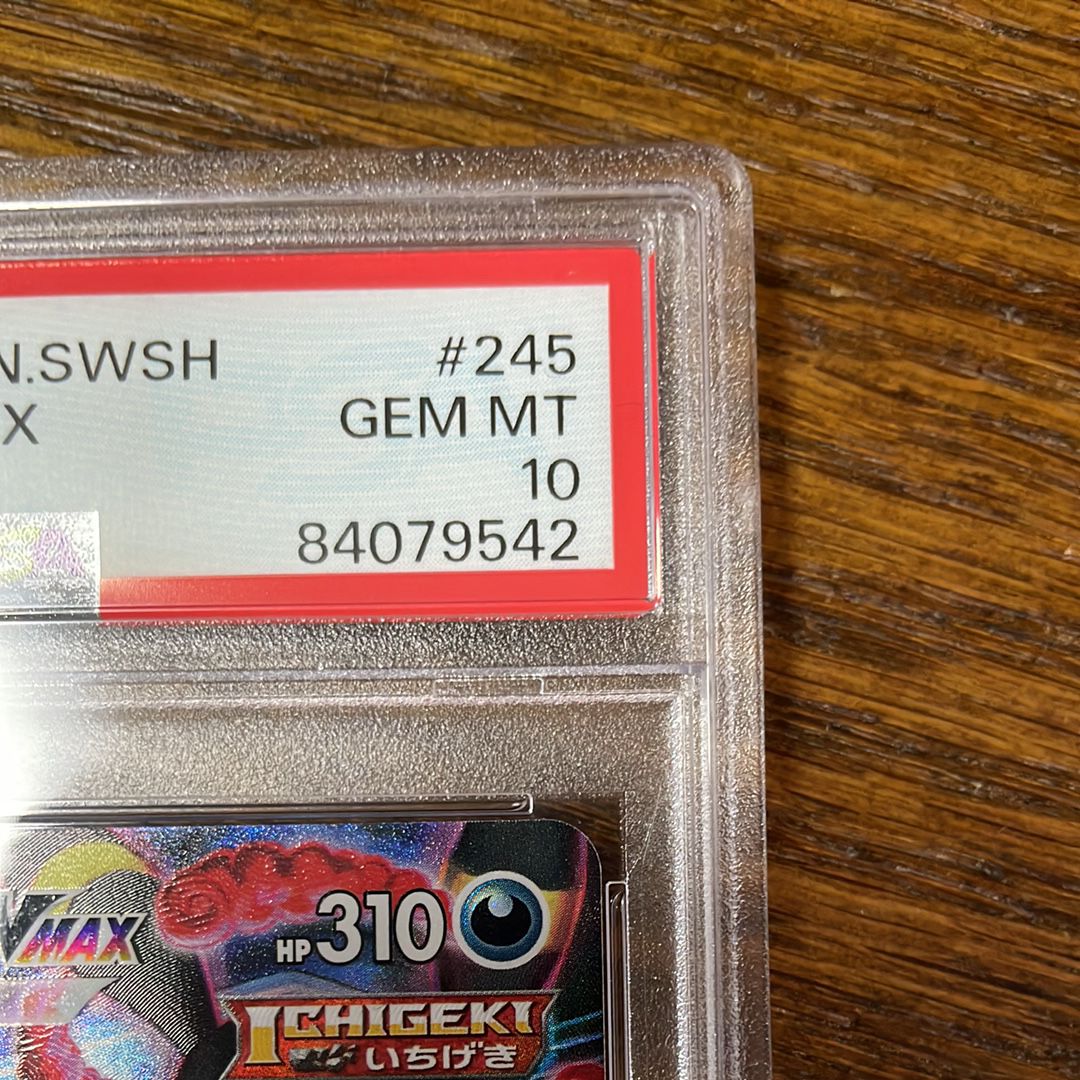 N.SWSH #245
X GEM MT
10
84079542
VMAX HP310
ICHIGEKI
いちげき